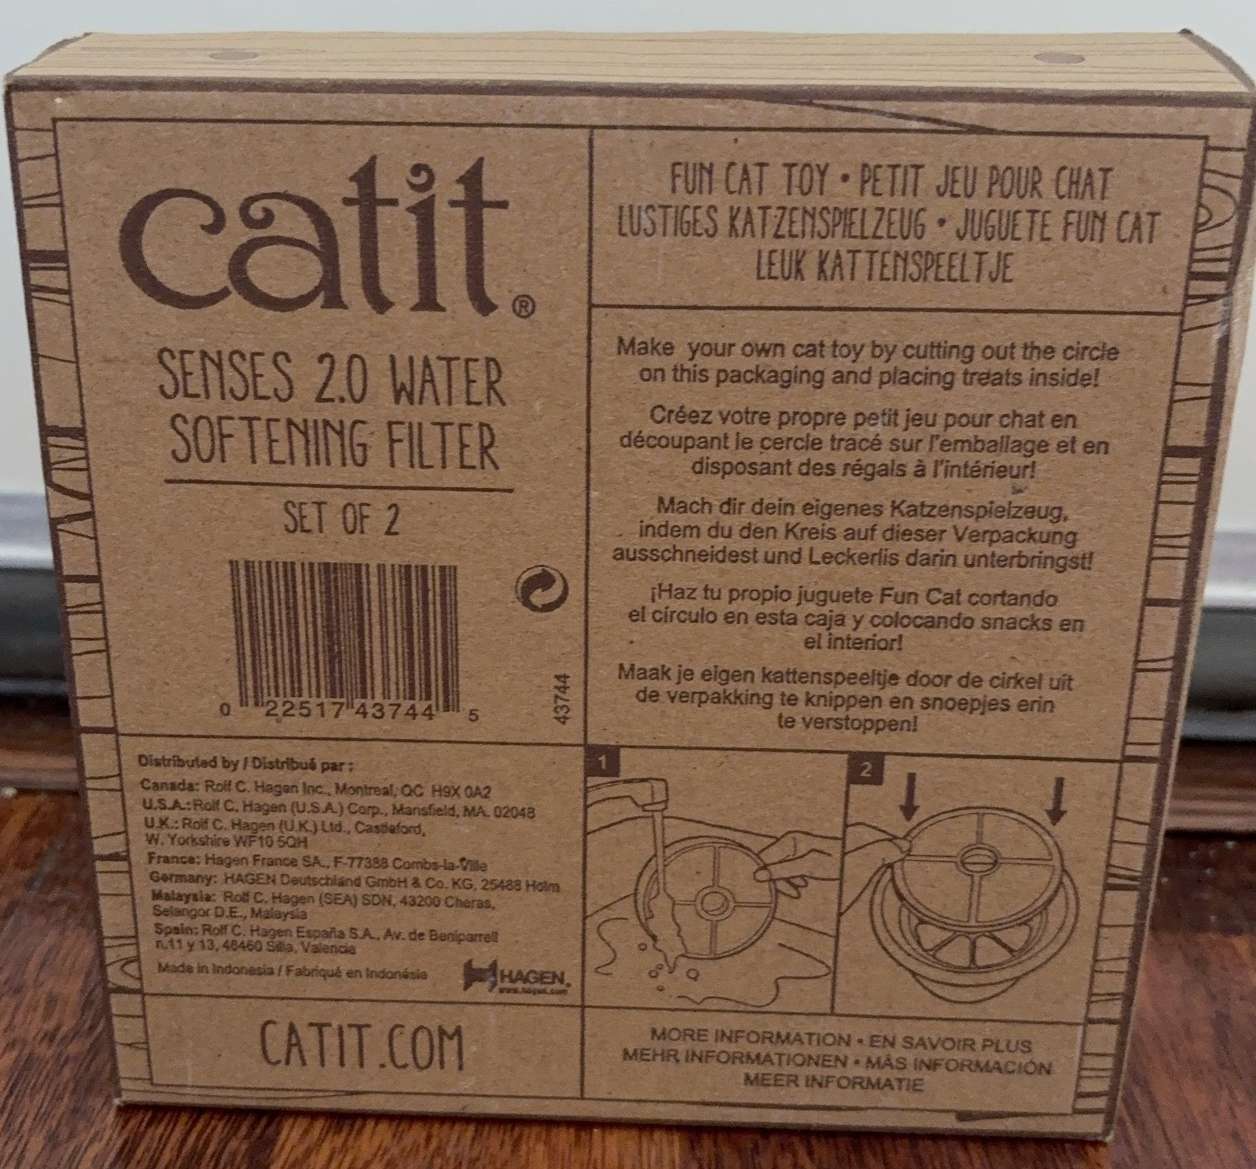 catit®
SENSES 2.0 WATER
SOFTENING FILTER
SET OF 2
0 22517 43744 5
43744
FUN CAT TOY • PETIT JEU POUR CHAT
LUSTIGES KATZENSPIELZEUG • JUGUETE FUN CAT
LEUK KATTENSPEELTJE
Make your own cat toy by cutting out the circle
on this packaging and placing treats inside!
Créez votre propre petit jeu pour chat en
découpant le cercle tracé sur l'emballage et en
disposant des régals à l'intérieur!
Mach dir dein eigenes Katzenspielzeug,
indem du den Kreis auf dieser Verpackung
ausschneidest und Leckerlis darin unterbringst!
¡Haz tu propio juguete Fun Cat cortando
el círculo en esta caja y colocando snacks en
el interior!
Maak je eigen kattenspeeltje door de cirkel uit
de verpakking te knippen en snoepjes erin
te verstoppen!
Distributed by / Distribué par :
Canada: Rolf C. Hagen Inc., Montreal, QC H9X 0A2
U.S.A.: Rolf C. Hagen (U.S.A.) Corp., Mansfield, MA. 02048
U.K.: Rolf C. Hagen (U.K.) Ltd., Castleford,
W. Yorkshire WF10 5QH
France: Hagen France SA., F-77388 Combs-la-Ville
Germany: HAGEN Deutschland GmbH & Co. KG, 25488 Holm
Malaysia: Rolf C. Hagen (SEA) SDN, 43200 Cheras,
Selangor D.E., Malaysia
Spain: Rolf C. Hagen España S.A., Av. de Beniparrell
n.11 y 13, 46460 Silla, Valencia
Made in Indonesia / Fabriqué en Indonésie
HAGEN.
www.hagen.com
1
2
CATIT.COM
MORE INFORMATION • EN SAVOIR PLUS
MEHR INFORMATIONEN • MÁS INFORMACIÓN
MEER INFORMATIE